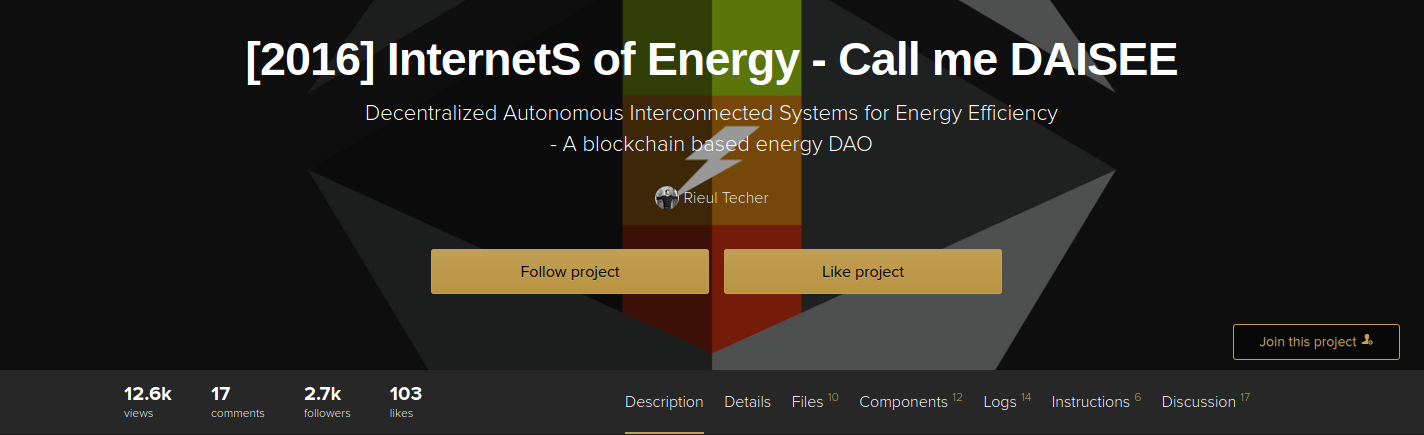 [2016] InternetS of Energy - Call me DAISEE
Decentralized Autonomous Interconnected Systems for Energy Efficiency
- A blockchain based energy DAO
Rieul Techer
Follow project
Like project
Join this project
12.6k
views
17
comments
2.7k
followers
103
likes
Description
Details
Files 10
Components 12
Logs 14
Instructions 6
Discussion 17